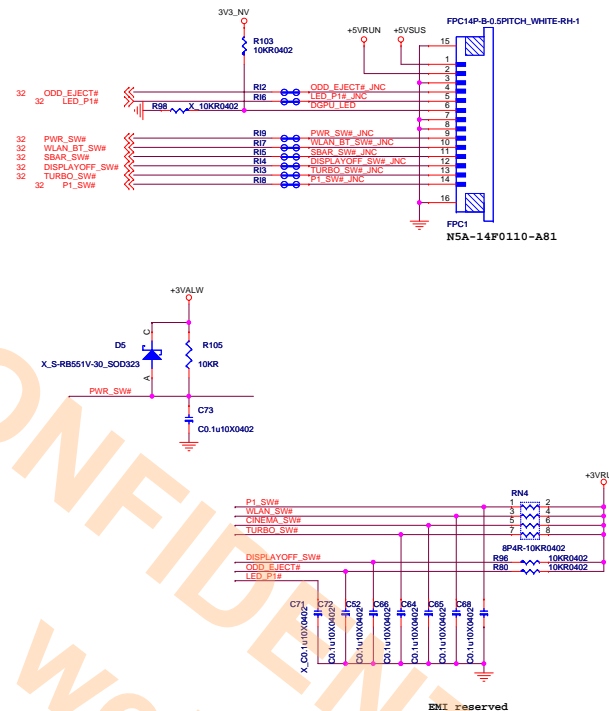 3V3_NV
FPC14P-B-0.5PITCH_WHITE-RH-1
R103
10KR0402
+5VRUN
+5VSUS
15
1
2
3
32 ODD_EJECT# RI2 ODD_EJECT#_JNC 4
32 LED_P1# RI6 LED_P1#_JNC 5
R98 X_10KR0402 DGPU_LED 6
7
8
32 PWR_SW# RI9 PWR_SW#_JNC 9
32 WLAN_BT_SW# RI7 WLAN_BT_SW#_JNC 10
32 SBAR_SW# RI5 SBAR_SW#_JNC 11
32 DISPLAYOFF_SW# RI4 DISPLAYOFF_SW#_JNC 12
32 TURBO_SW# RI3 TURBO_SW#_JNC 13
32 P1_SW# RI8 P1_SW#_JNC 14
16
FPC1
N5A-14F0110-A81
+3VALW
D5
C
A
X_S-RB551V-30_SOD323
R105
10KR
PWR_SW#
C73
C0.1u10X0402
+3VRU
RN4
P1_SW# 1 2
WLAN_SW# 3 4
CINEMA_SW# 5 6
TURBO_SW# 7 8
8P4R-10KR0402
DISPLAYOFF_SW# R96 10KR0402
ODD_EJECT# R80 10KR0402
LED_P1#
C71 C72 C52 C66 C64 C65 C68
X_C0.1u10X0402
C0.1u10X0402
C0.1u10X0402
C0.1u10X0402
C0.1u10X0402
C0.1u10X0402
C0.1u10X0402
EMI reserved
ONFIDENT